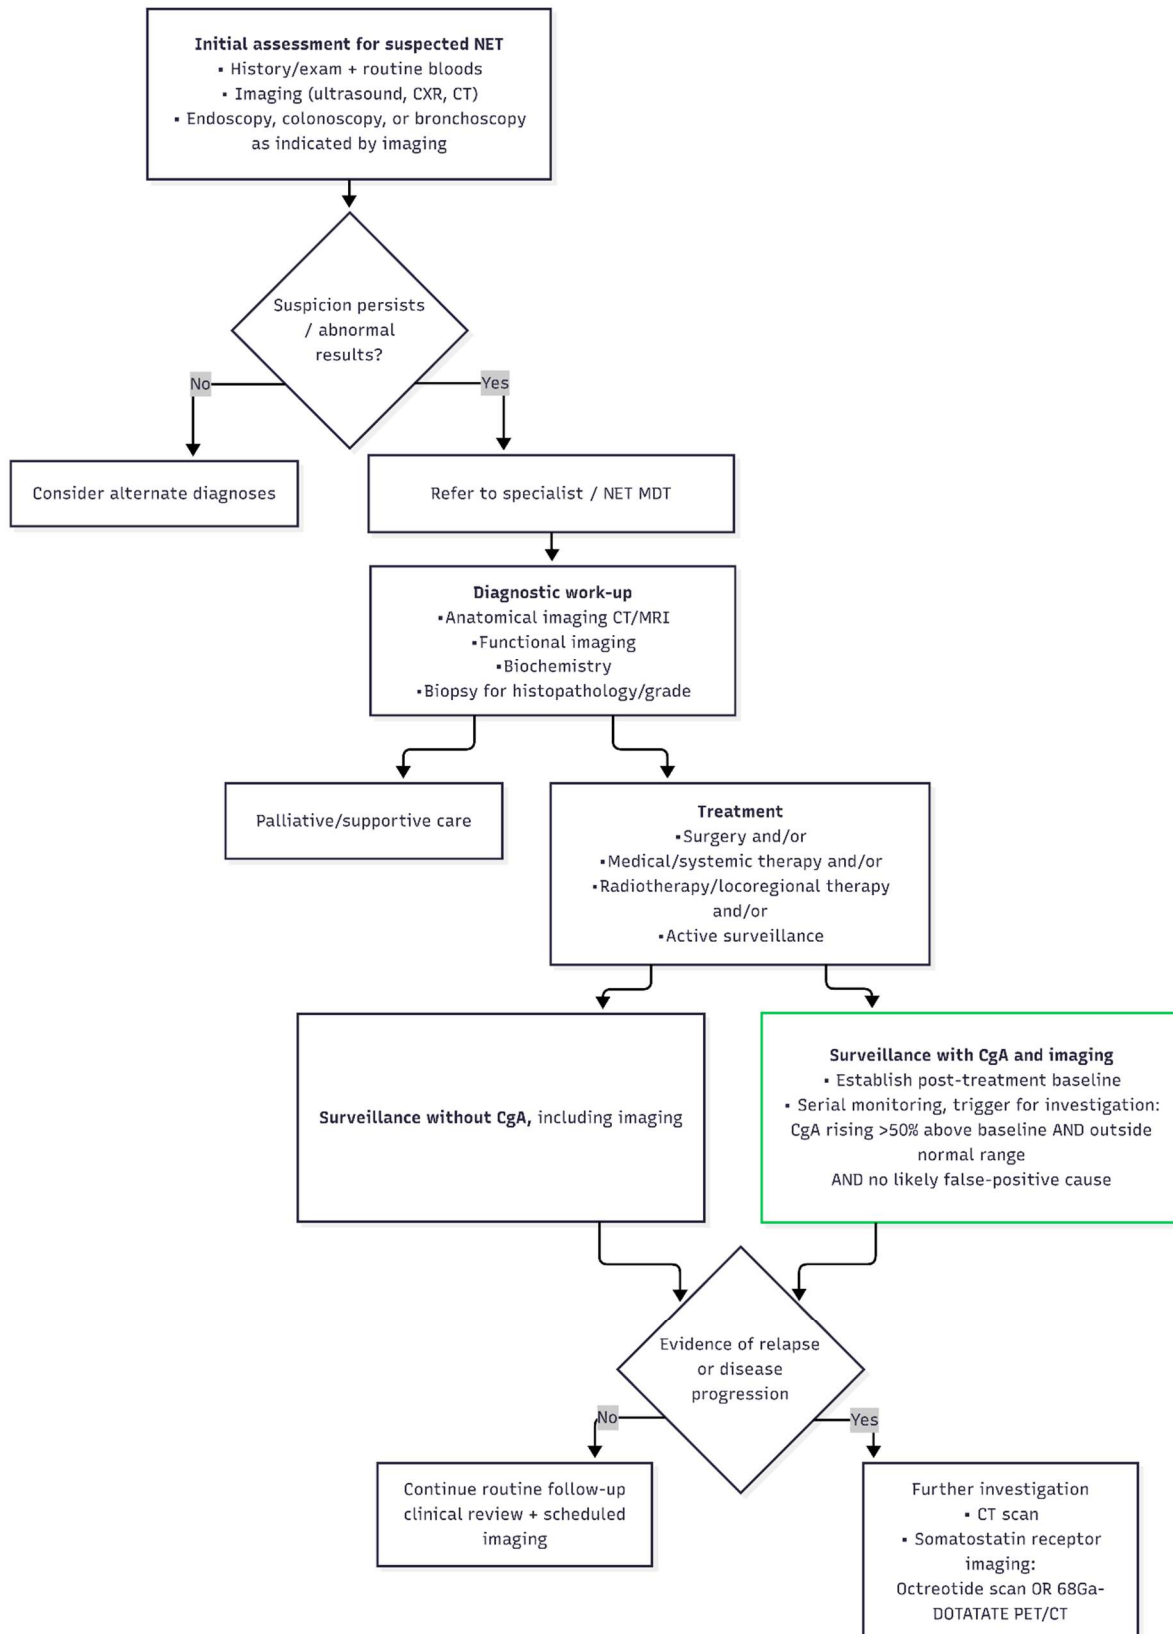 Initial assessment for suspected NET
▪ History/exam + routine bloods
▪ Imaging (ultrasound, CXR, CT)
▪ Endoscopy, colonoscopy, or bronchoscopy
as indicated by imaging
Suspicion persists
/ abnormal
results?
No
Yes
Consider alternate diagnoses
Refer to specialist / NET MDT
Diagnostic work-up
▪Anatomical imaging CT/MRI
▪Functional imaging
▪Biochemistry
▪Biopsy for histopathology/grade
Palliative/supportive care
Treatment
▪Surgery and/or
▪Medical/systemic therapy and/or
▪Radiotherapy/locoregional therapy
and/or
▪Active surveillance
Surveillance without CgA, including imaging
Surveillance with CgA and imaging
▪ Establish post-treatment baseline
▪ Serial monitoring, trigger for investigation:
CgA rising >50% above baseline AND outside
normal range
AND no likely false-positive cause
Evidence of relapse
or disease
progression
No
Yes
Continue routine follow-up
clinical review + scheduled
imaging
Further investigation
▪ CT scan
▪ Somatostatin receptor
imaging:
Octreotide scan OR 68Ga-
DOTATATE PET/CT